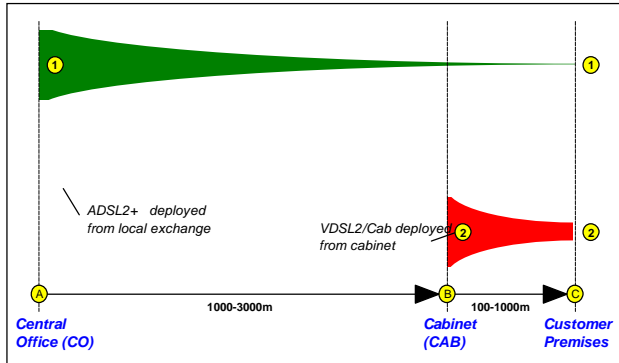 1
1
ADSL2+ deployed
from local exchange
VDSL2/Cab deployed
from cabinet
2
2
A
B
C
1000-3000m
100-1000m
Central
Office (CO)
Cabinet
(CAB)
Customer
Premises